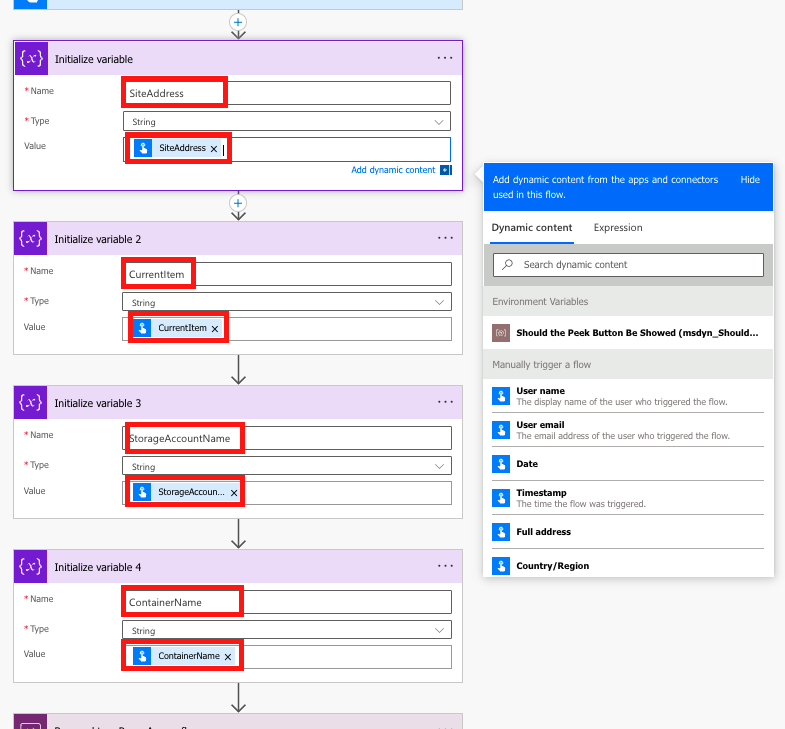 {x} Initialize variable ...
* Name SiteAddress
* Type String
Value SiteAddress x
Add dynamic content
{x} Initialize variable 2 ...
* Name CurrentItem
* Type String
Value CurrentItem x
{x} Initialize variable 3 ...
* Name StorageAccountName
* Type String
Value StorageAccoun... x
{x} Initialize variable 4 ...
* Name ContainerName
* Type String
Value ContainerName x
Add dynamic content from the apps and connectors Hide
used in this flow.
Dynamic content Expression
Search dynamic content
Environment Variables
Should the Peek Button Be Showed (msdyn_Should...
Manually trigger a flow
User name
The display name of the user who triggered the flow.
User email
The email address of the user who triggered the flow.
Date
Timestamp
The time the flow was triggered.
Full address
Country/Region